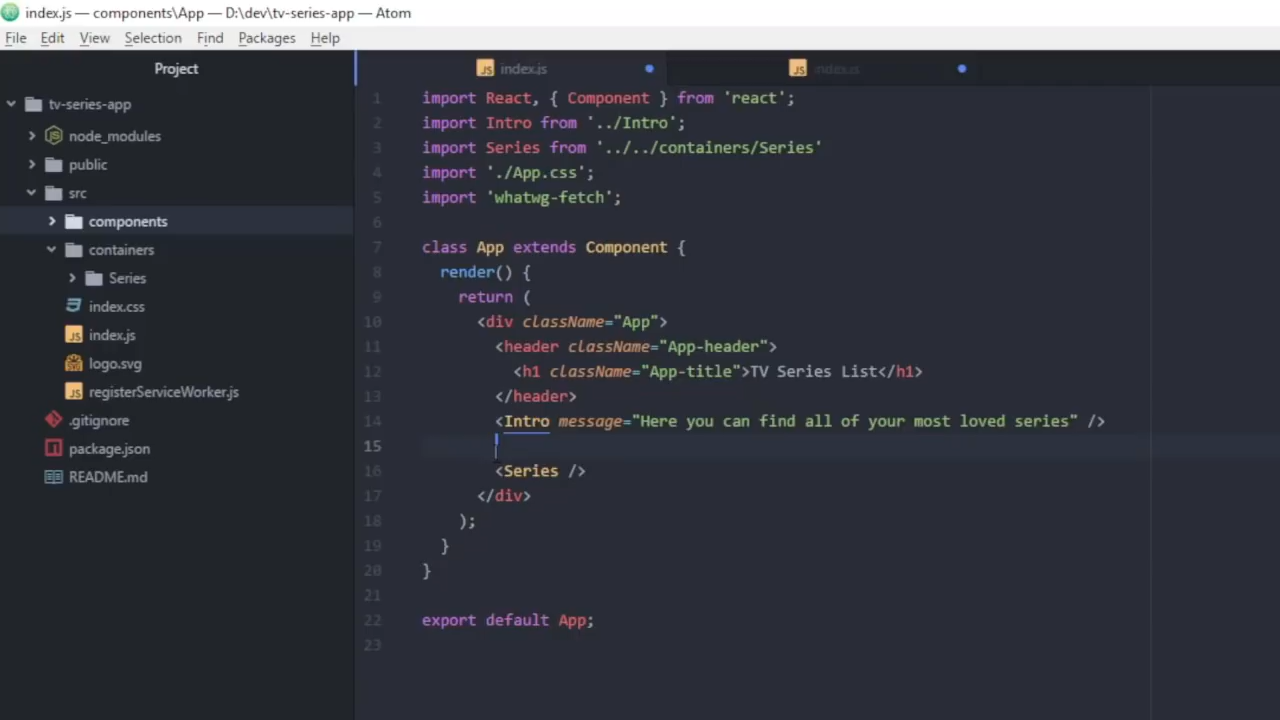 index.js — components\App — D:\dev\tv-series-app — Atom
File Edit View Selection Find Packages Help
Project
index.js
index.js
tv-series-app
node_modules
public
src
components
containers
Series
index.css
index.js
logo.svg
registerServiceWorker.js
.gitignore
package.json
README.md
1 import React, { Component } from 'react';
2 import Intro from '../Intro';
3 import Series from '../../containers/Series'
4 import './App.css';
5 import 'whatwg-fetch';
6
7 class App extends Component {
8 render() {
9 return (
10 <div className="App">
11 <header className="App-header">
12 <h1 className="App-title">TV Series List</h1>
13 </header>
14 <Intro message="Here you can find all of your most loved series" />
15
16 <Series />
17 </div>
18 );
19 }
20 }
21
22 export default App;
23